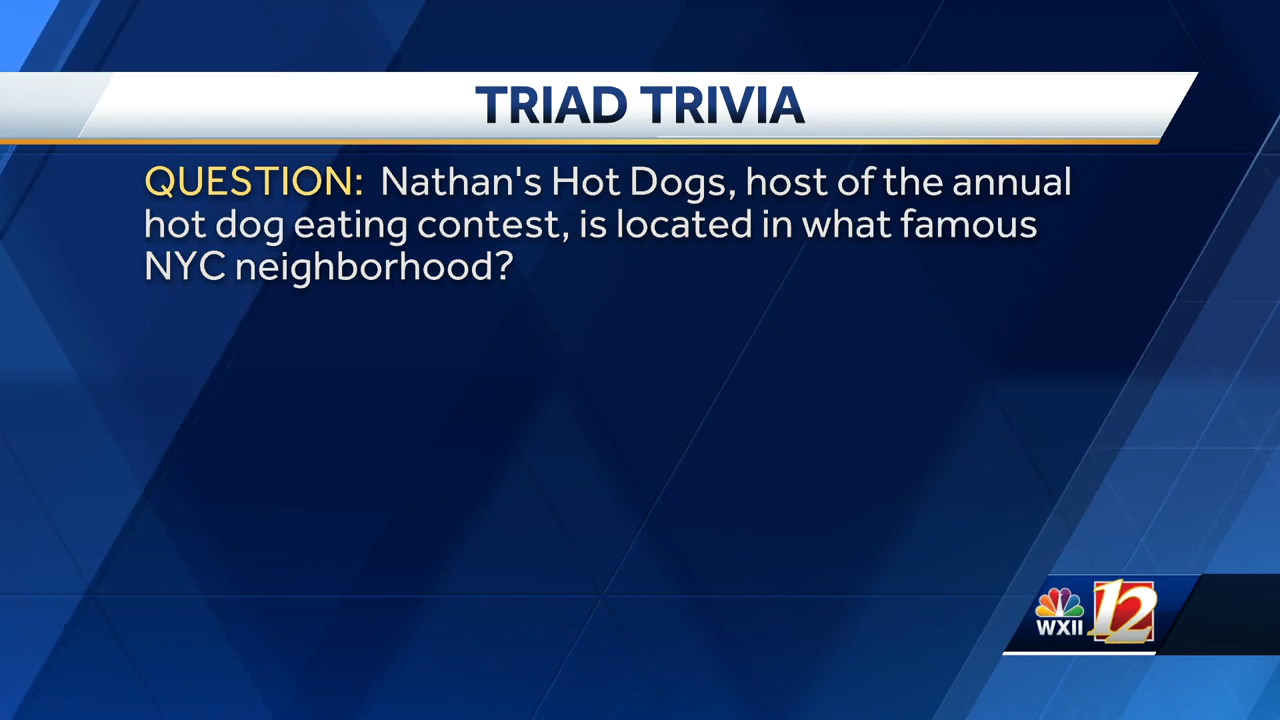 TRIAD TRIVIA
QUESTION: Nathan's Hot Dogs, host of the annual
hot dog eating contest, is located in what famous
NYC neighborhood?
WXII 12